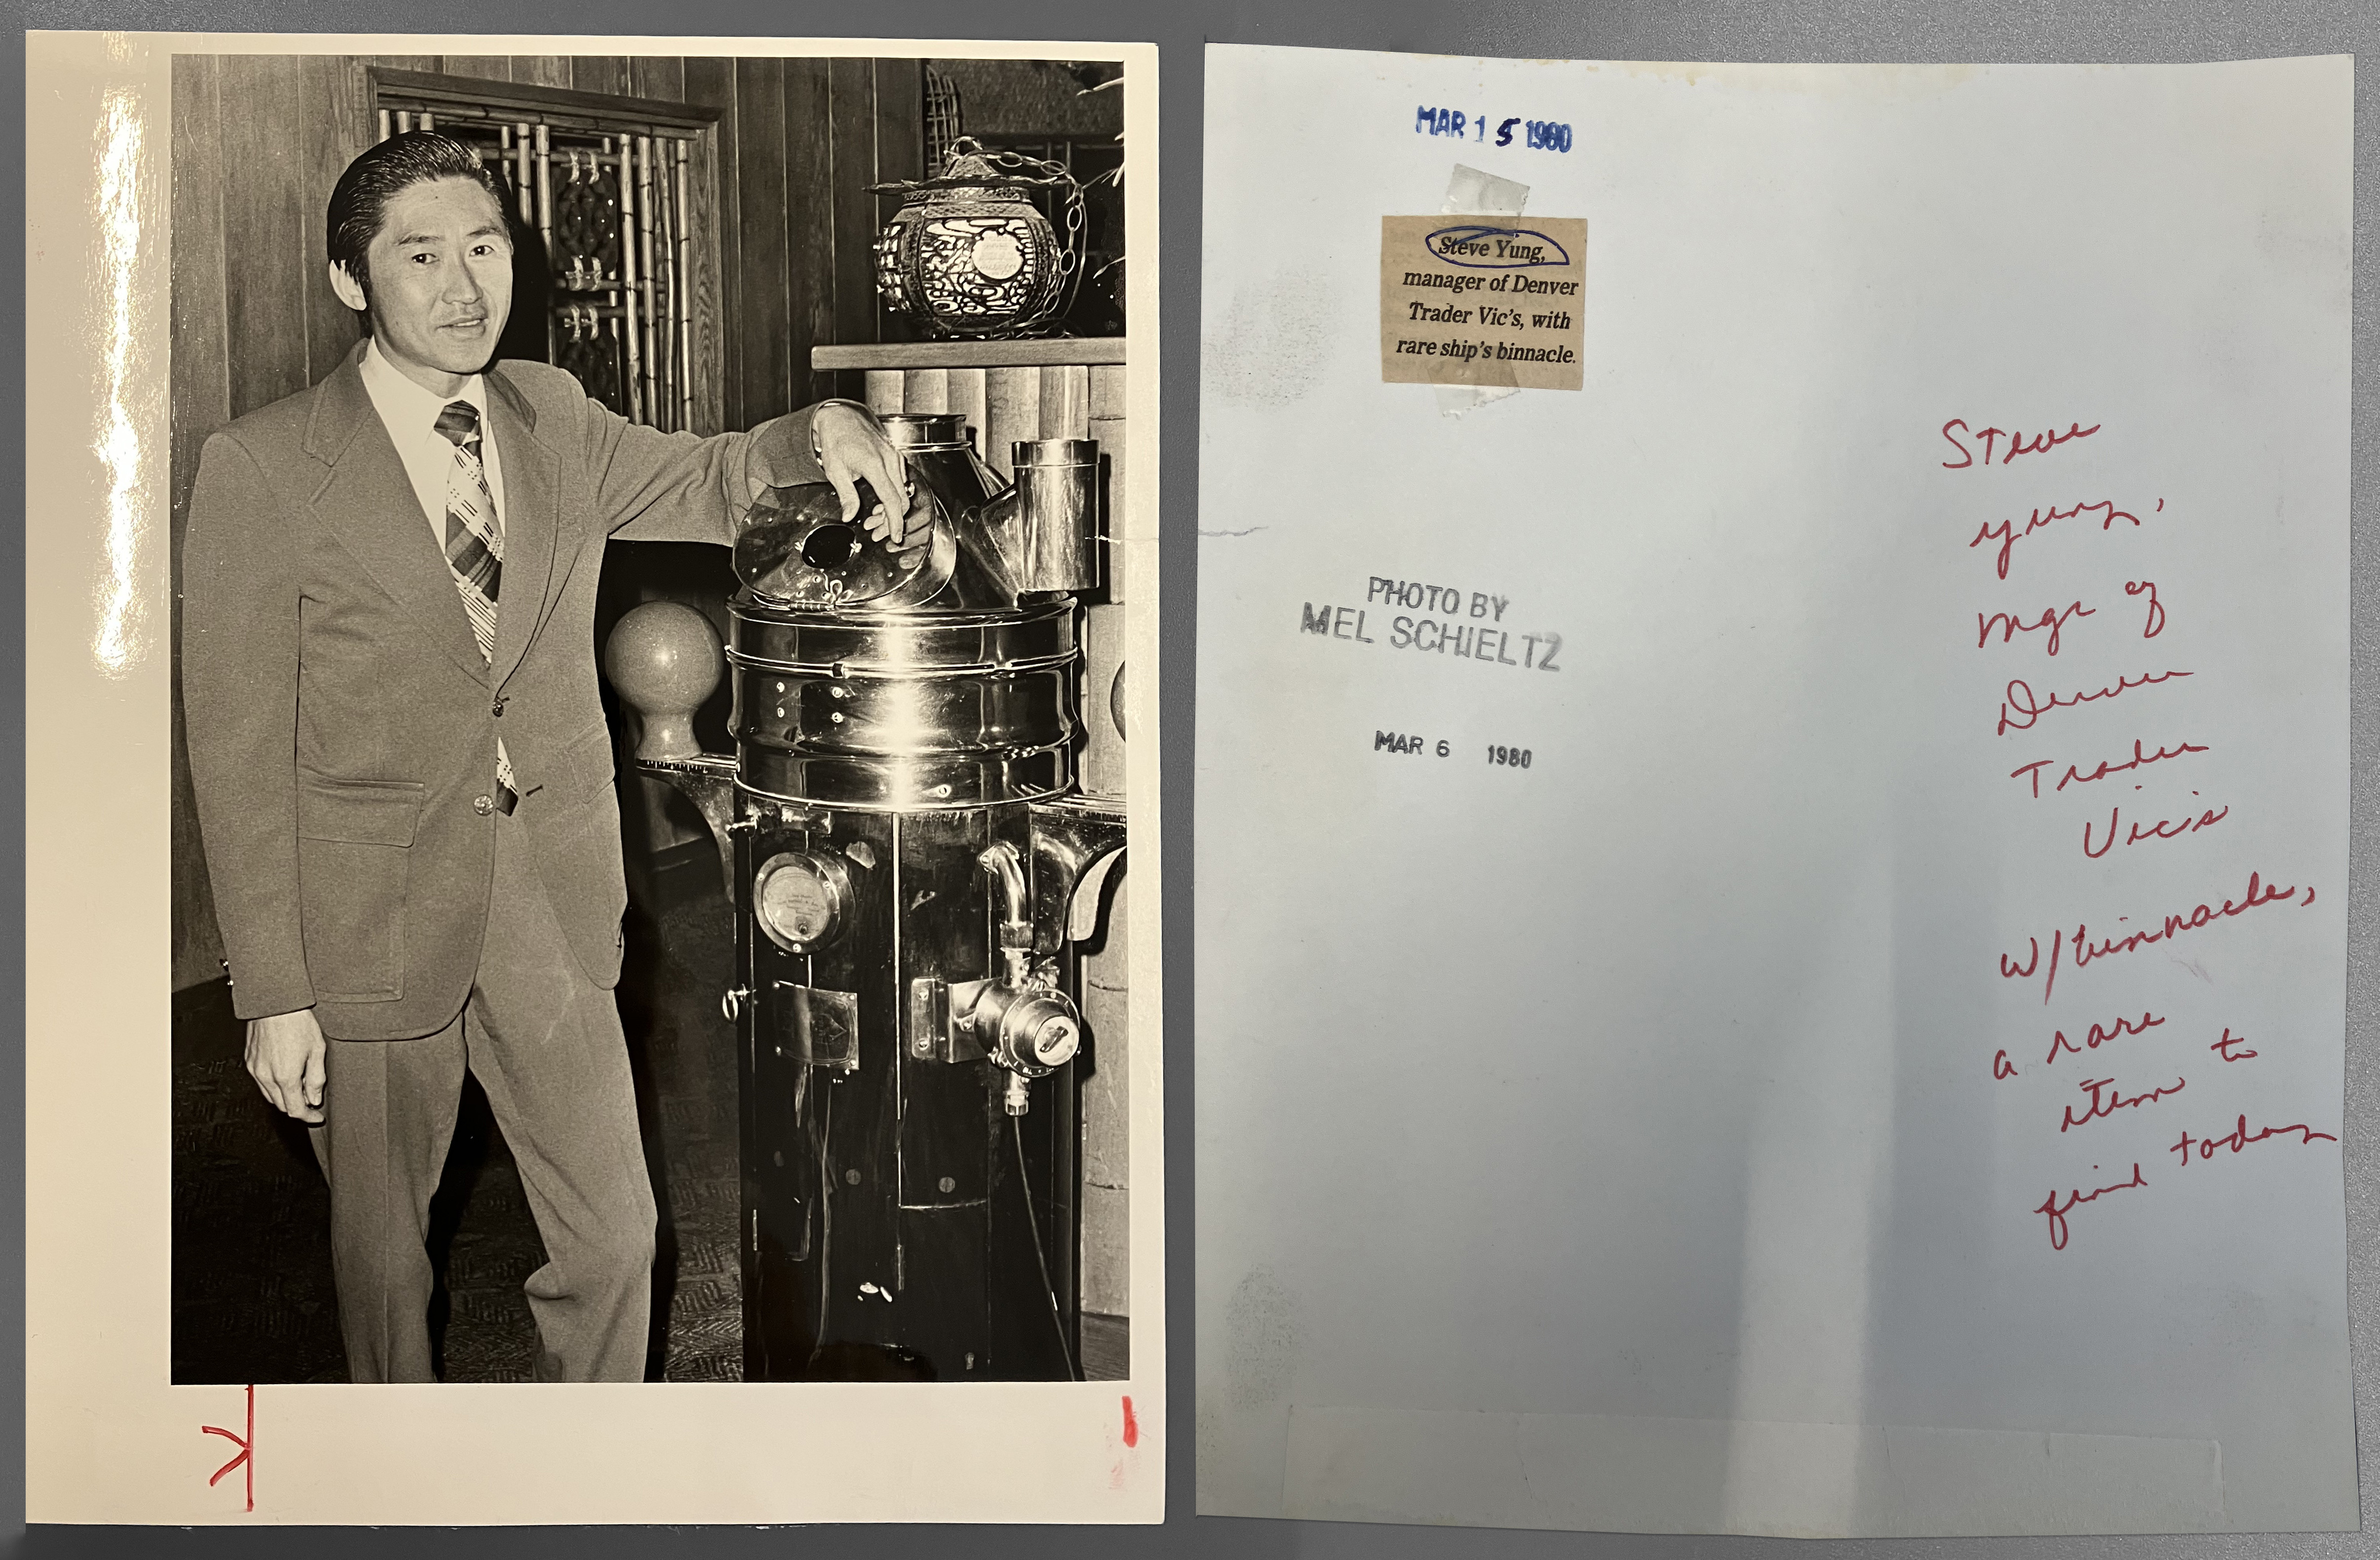 MAR 15 1980
Steve Yung,
manager of Denver
Trader Vic's, with
rare ship's binnacle.
PHOTO BY
MEL SCHIELTZ
MAR 6 1980
Steve
Yung,
Mgr of
Denver
Trader
Vic's
w/binnacle,
a rare
item to
find today